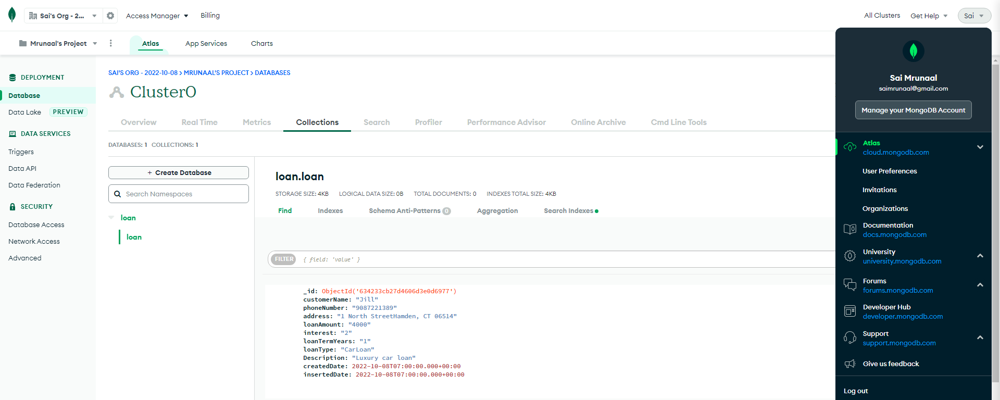 Sai's Org - 2... Access Manager Billing All Clusters Get Help Sai
Mrunaal's Project Atlas App Services Charts
DEPLOYMENT
Database
Data Lake PREVIEW
DATA SERVICES
Triggers
Data API
Data Federation
SECURITY
Database Access
Network Access
Advanced
SAI'S ORG - 2022-10-08 > MRUNAAL'S PROJECT > DATABASES
Cluster0
Overview Real Time Metrics Collections Search Profiler Performance Advisor Online Archive Cmd Line Tools
DATABASES: 1 COLLECTIONS: 1
+ Create Database
Search Namespaces
loan
loan
loan.loan
STORAGE SIZE: 4KB LOGICAL DATA SIZE: 0B TOTAL DOCUMENTS: 0 INDEXES TOTAL SIZE: 4KB
Find Indexes Schema Anti-Patterns 0 Aggregation Search Indexes
FILTER { field: 'value' }
_id: ObjectId('634233cb27d4606d3e0d6977')
customerName: "Jill"
phoneNumber: "9087221389"
address: "1 North StreetHamden, CT 06514"
loanAmount: "4000"
interest: "2"
loanTermYears: "1"
loanType: "CarLoan"
Description: "Luxury car loan"
createdDate: 2022-10-08T07:00:00.000+00:00
insertedDate: 2022-10-08T07:00:00.000+00:00
Sai Mrunaal
saimrunaal@gmail.com
Manage your MongoDB Account
Atlas
cloud.mongodb.com
User Preferences
Invitations
Organizations
Documentation
docs.mongodb.com
University
university.mongodb.com
Forums
forums.mongodb.com
Developer Hub
developer.mongodb.com
Support
support.mongodb.com
Give us feedback
Log out